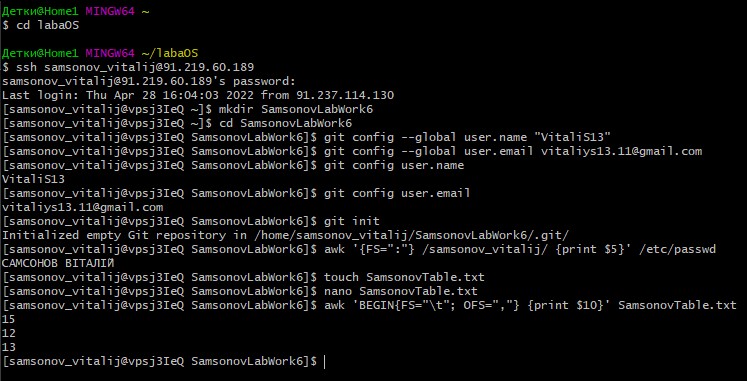 Детки@Home1 MINGW64 ~
$ cd labaOS
Детки@Home1 MINGW64 ~/labaOS
$ ssh samsonov_vitalij@91.219.60.189
samsonov_vitalij@91.219.60.189's password:
Last login: Thu Apr 28 16:04:03 2022 from 91.237.114.130
[samsonov_vitalij@vpsj3IeQ ~]$ mkdir SamsonovLabWork6
[samsonov_vitalij@vpsj3IeQ ~]$ cd SamsonovLabWork6
[samsonov_vitalij@vpsj3IeQ SamsonovLabWork6]$ git config --global user.name "VitaliS13"
[samsonov_vitalij@vpsj3IeQ SamsonovLabWork6]$ git config --global user.email vitaliys13.11@gmail.com
[samsonov_vitalij@vpsj3IeQ SamsonovLabWork6]$ git config user.name
VitaliS13
[samsonov_vitalij@vpsj3IeQ SamsonovLabWork6]$ git config user.email
vitaliys13.11@gmail.com
[samsonov_vitalij@vpsj3IeQ SamsonovLabWork6]$ git init
Initialized empty Git repository in /home/samsonov_vitalij/SamsonovLabWork6/.git/
[samsonov_vitalij@vpsj3IeQ SamsonovLabWork6]$ awk '{FS=":"} /samsonov_vitalij/ {print $5}' /etc/passwd
САМСОНОВ ВІТАЛІЙ
[samsonov_vitalij@vpsj3IeQ SamsonovLabWork6]$ touch SamsonovTable.txt
[samsonov_vitalij@vpsj3IeQ SamsonovLabWork6]$ nano SamsonovTable.txt
[samsonov_vitalij@vpsj3IeQ SamsonovLabWork6]$ awk 'BEGIN{FS="\t"; OFS=","} {print $10}' SamsonovTable.txt
15
12
13
[samsonov_vitalij@vpsj3IeQ SamsonovLabWork6]$